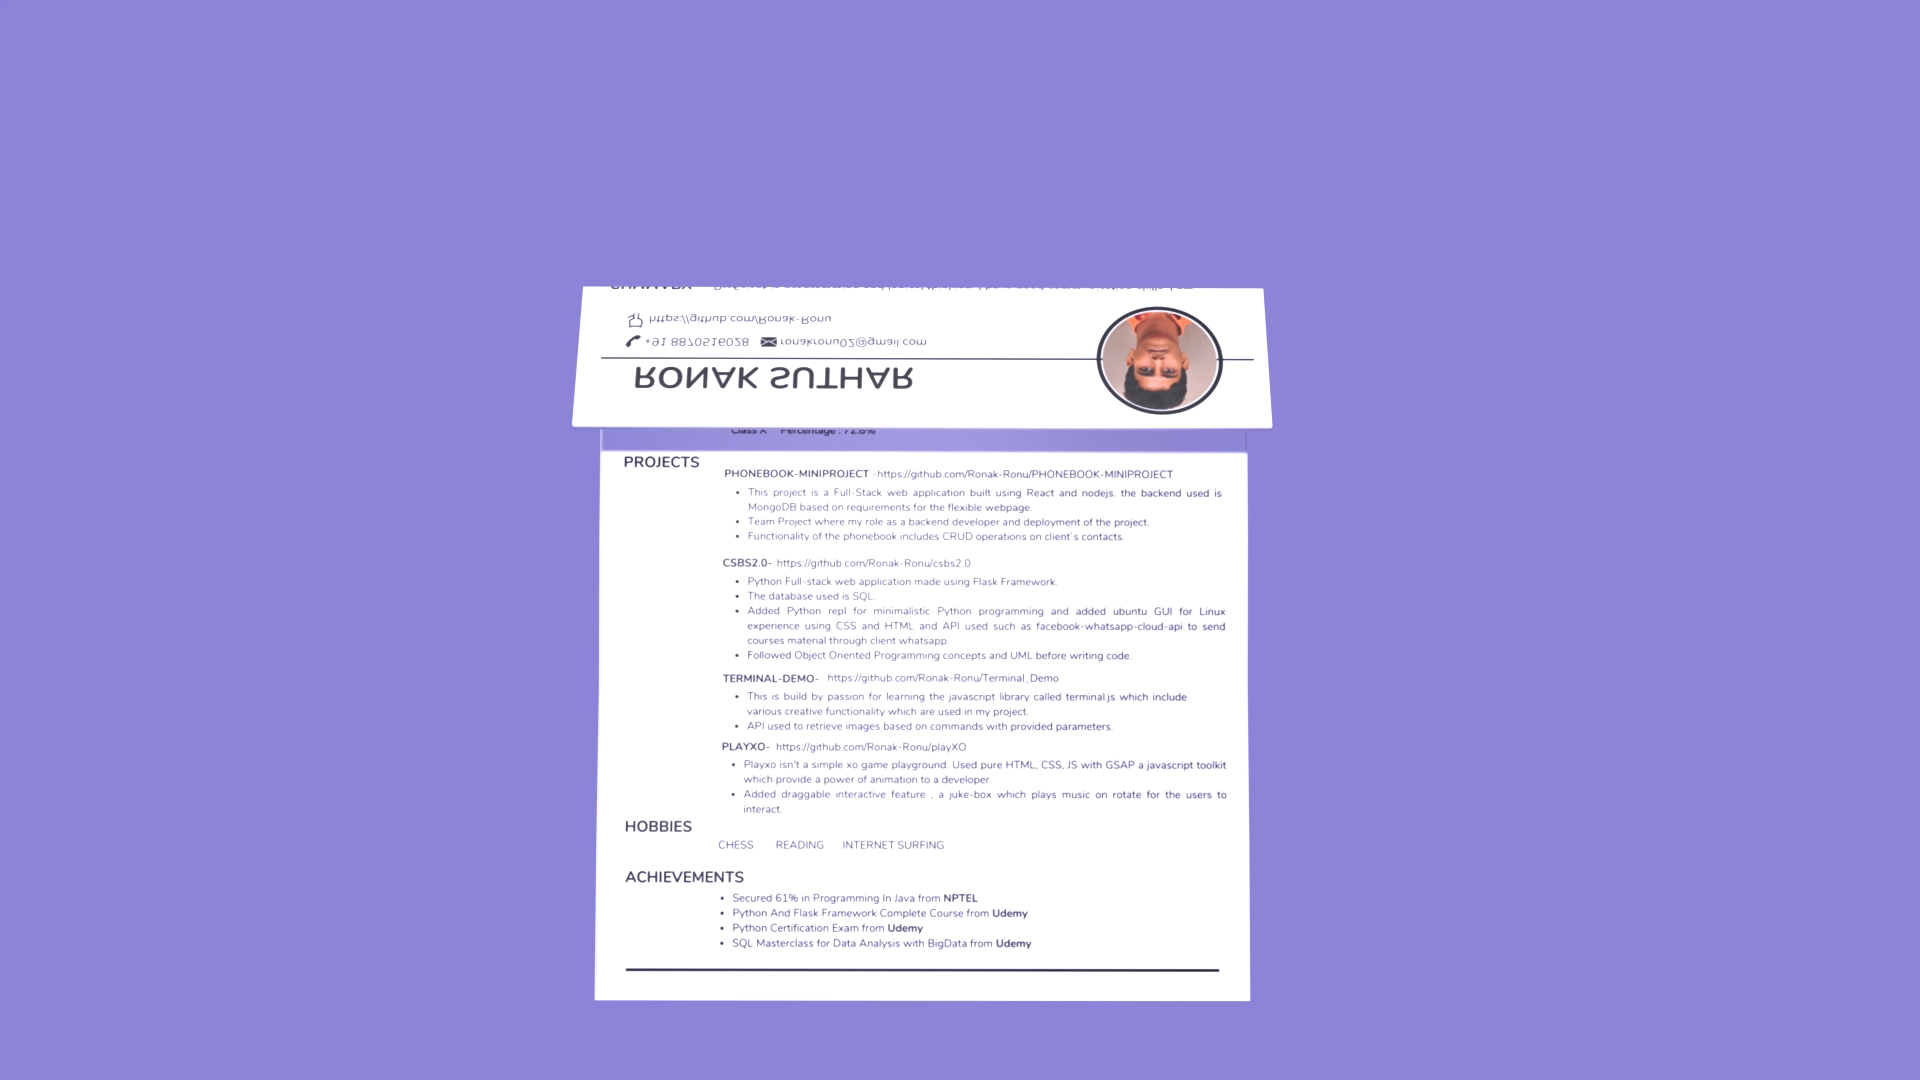 SUMMARY
https://github.com/Ronak-Ronu
+91 8870516028 ronakronu02@gmail.com
RONAK SUTHAR
Class X Percentage : 72.6%
PROJECTS
PHONEBOOK-MINIPROJECT - https://github.com/Ronak-Ronu/PHONEBOOK-MINIPROJECT
• This project is a Full-Stack web application built using React and nodejs. the backend used is
MongoDB based on requirements for the flexible webpage.
• Team Project where my role as a backend developer and deployment of the project.
• Functionality of the phonebook includes CRUD operations on client's contacts.
CSBS2.0- https://github.com/Ronak-Ronu/csbs2.0
• Python Full-stack web application made using Flask Framework.
• The database used is SQL.
• Added Python repl for minimalistic Python programming and added ubuntu GUI for Linux
experience using CSS and HTML and API used such as facebook-whatsapp-cloud-api to send
courses material through client whatsapp.
• Followed Object Oriented Programming concepts and UML before writing code.
TERMINAL-DEMO- https://github.com/Ronak-Ronu/Terminal_Demo
• This is build by passion for learning the javascript library called terminal.js which include
various creative functionality which are used in my project.
• API used to retrieve images based on commands with provided parameters.
PLAYXO- https://github.com/Ronak-Ronu/playXO
• Playxo isn't a simple xo game playground. Used pure HTML, CSS, JS with GSAP a javascript toolkit
which provide a power of animation to a developer.
• Added draggable interactive feature , a juke-box which plays music on rotate for the users to
interact.
HOBBIES
CHESS READING INTERNET SURFING
ACHIEVEMENTS
• Secured 61% in Programming In Java from NPTEL
• Python And Flask Framework Complete Course from Udemy
• Python Certification Exam from Udemy
• SQL Masterclass for Data Analysis with BigData from Udemy